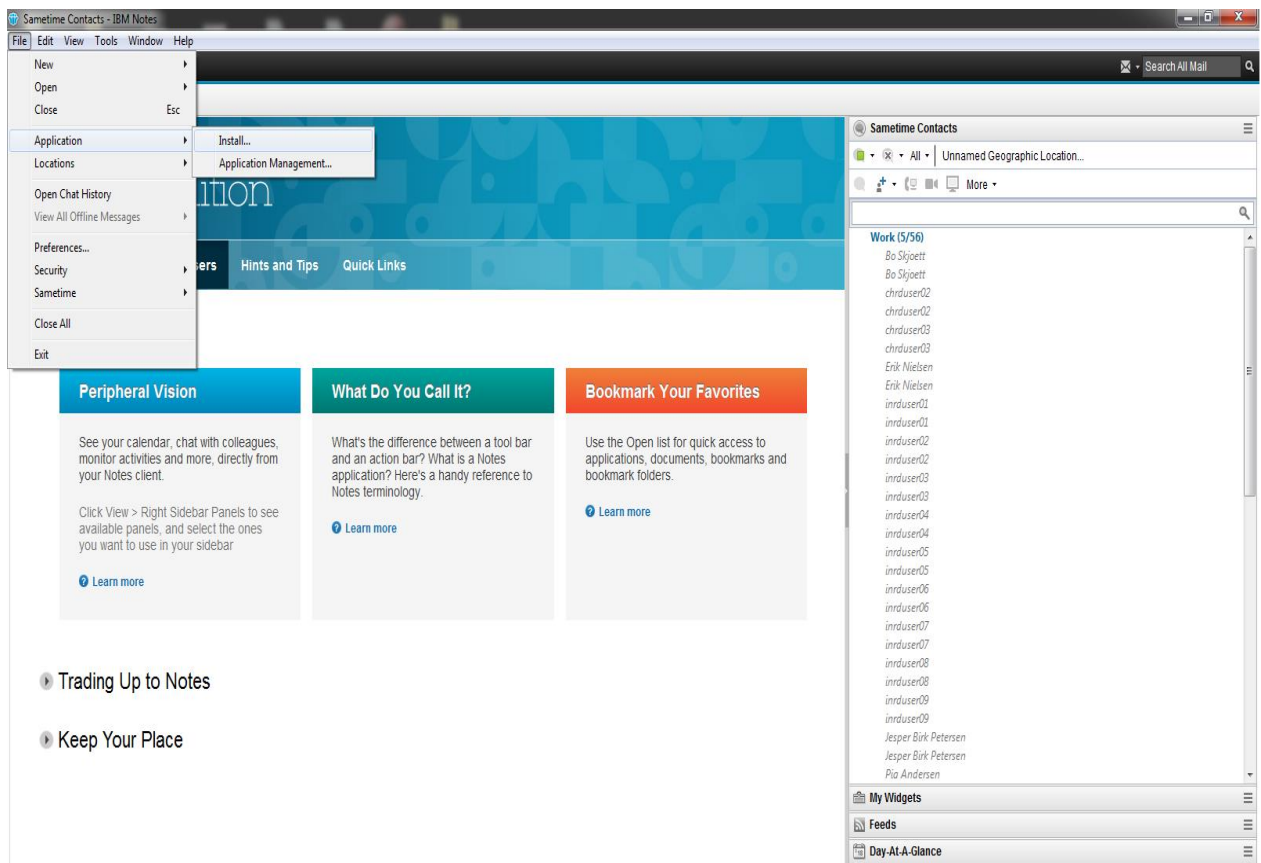 Sametime Contacts - IBM Notes
File Edit View Tools Window Help
New
Open
Close Esc
Application
Locations
Open Chat History
View All Offline Messages
Preferences...
Security
Sametime
Close All
Exit
Install...
Application Management...
Search All Mail
ition
ers Hints and Tips Quick Links
Peripheral Vision
See your calendar, chat with colleagues,
monitor activities and more, directly from
your Notes client.
Click View > Right Sidebar Panels to see
available panels, and select the ones
you want to use in your sidebar
Learn more
What Do You Call It?
What's the difference between a tool bar
and an action bar? What is a Notes
application? Here's a handy reference to
Notes terminology.
Learn more
Bookmark Your Favorites
Use the Open list for quick access to
applications, documents, bookmarks and
bookmark folders.
Learn more
Trading Up to Notes
Keep Your Place
Sametime Contacts
All Unnamed Geographic Location...
More
Work (5/56)
Bo Skjoett
Bo Skjoett
chrduser02
chrduser02
chrduser03
chrduser03
Erik Nielsen
Erik Nielsen
inrduser01
inrduser01
inrduser02
inrduser02
inrduser03
inrduser03
inrduser04
inrduser04
inrduser05
inrduser05
inrduser06
inrduser06
inrduser07
inrduser07
inrduser08
inrduser08
inrduser09
inrduser09
Jesper Birk Petersen
Jesper Birk Petersen
Pia Andersen
My Widgets
Feeds
Day-At-A-Glance